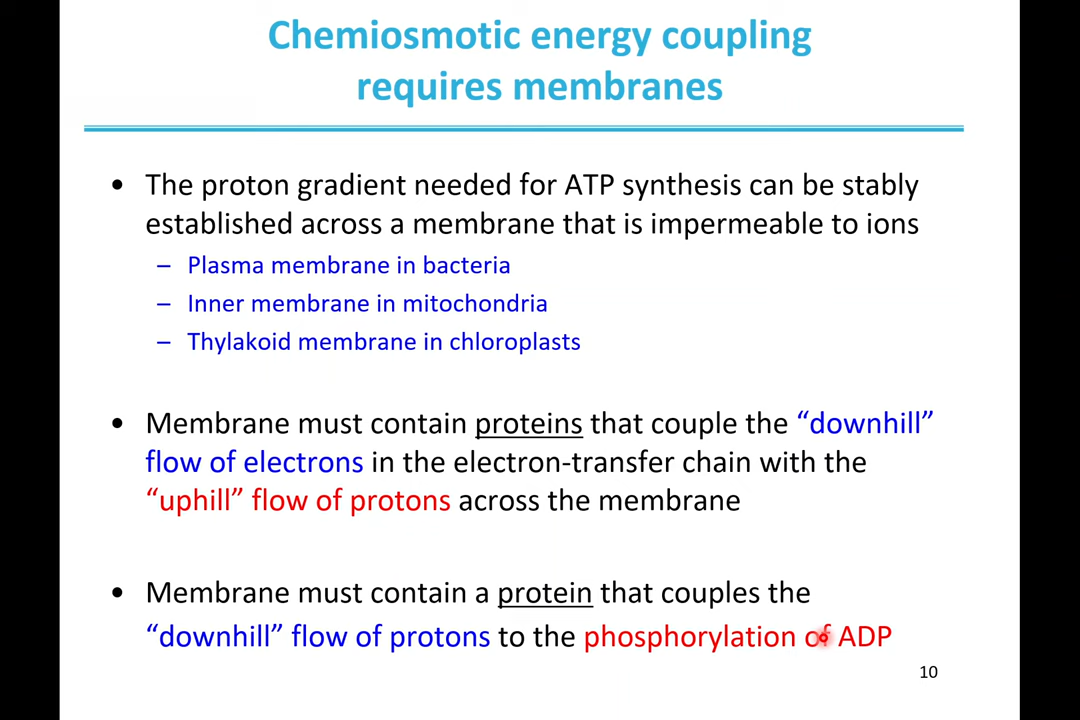 Chemiosmotic energy coupling
requires membranes
• The proton gradient needed for ATP synthesis can be stably
established across a membrane that is impermeable to ions
– Plasma membrane in bacteria
– Inner membrane in mitochondria
– Thylakoid membrane in chloroplasts
• Membrane must contain proteins that couple the “downhill”
flow of electrons in the electron-transfer chain with the
“uphill” flow of protons across the membrane
• Membrane must contain a protein that couples the
“downhill” flow of protons to the phosphorylation of ADP
10